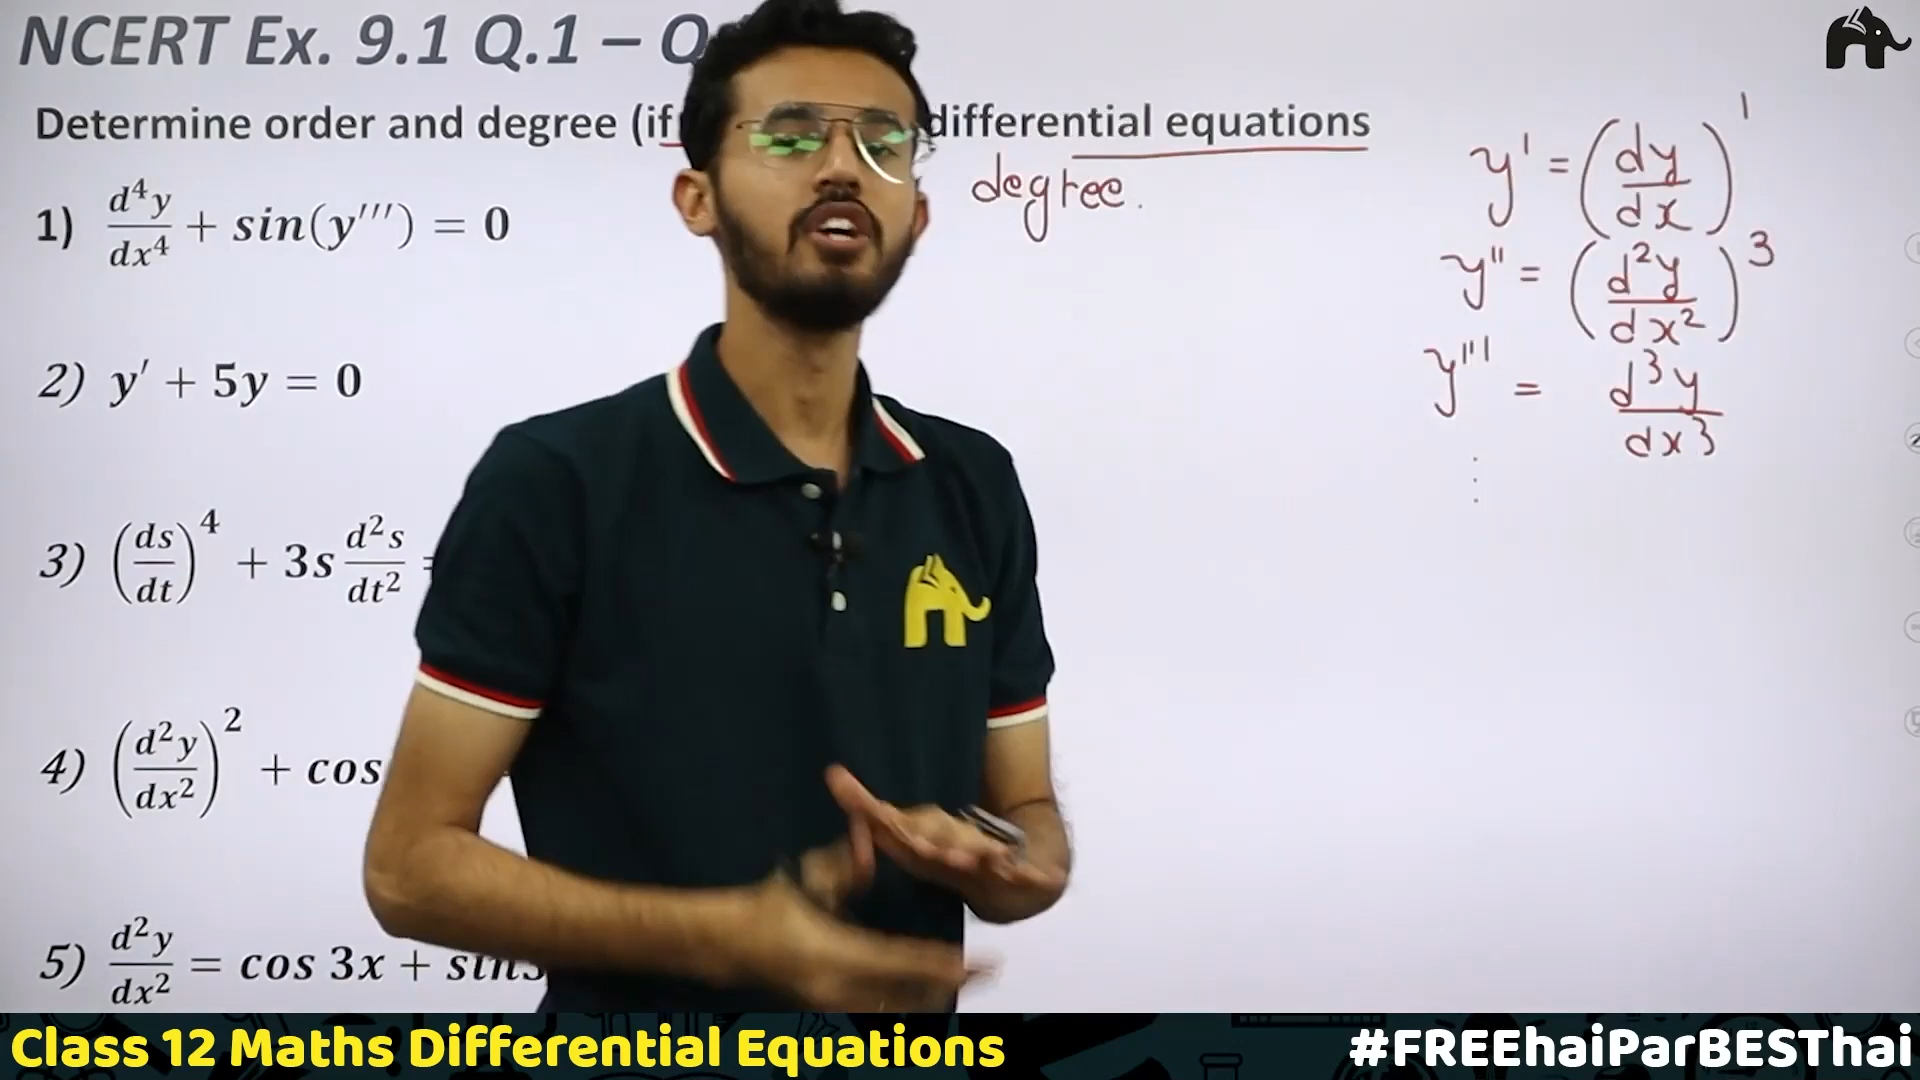 NCERT Ex. 9.1 Q.1 – Q
Determine order and degree (if differential equations
degree.
1) d⁴y/dx⁴ + sin(y′′′) = 0
2) y′ + 5y = 0
3) (ds/dt)⁴ + 3s d²s/dt²
4) (d²y/dx²)² + cos
5) d²y/dx² = cos 3x + sin3
y' = (dy/dx)¹
y'' = (d²y/dx²)³
y''' = d³y/dx³
⋮
Class 12 Maths Differential Equations
#FREEhaiParBESThai